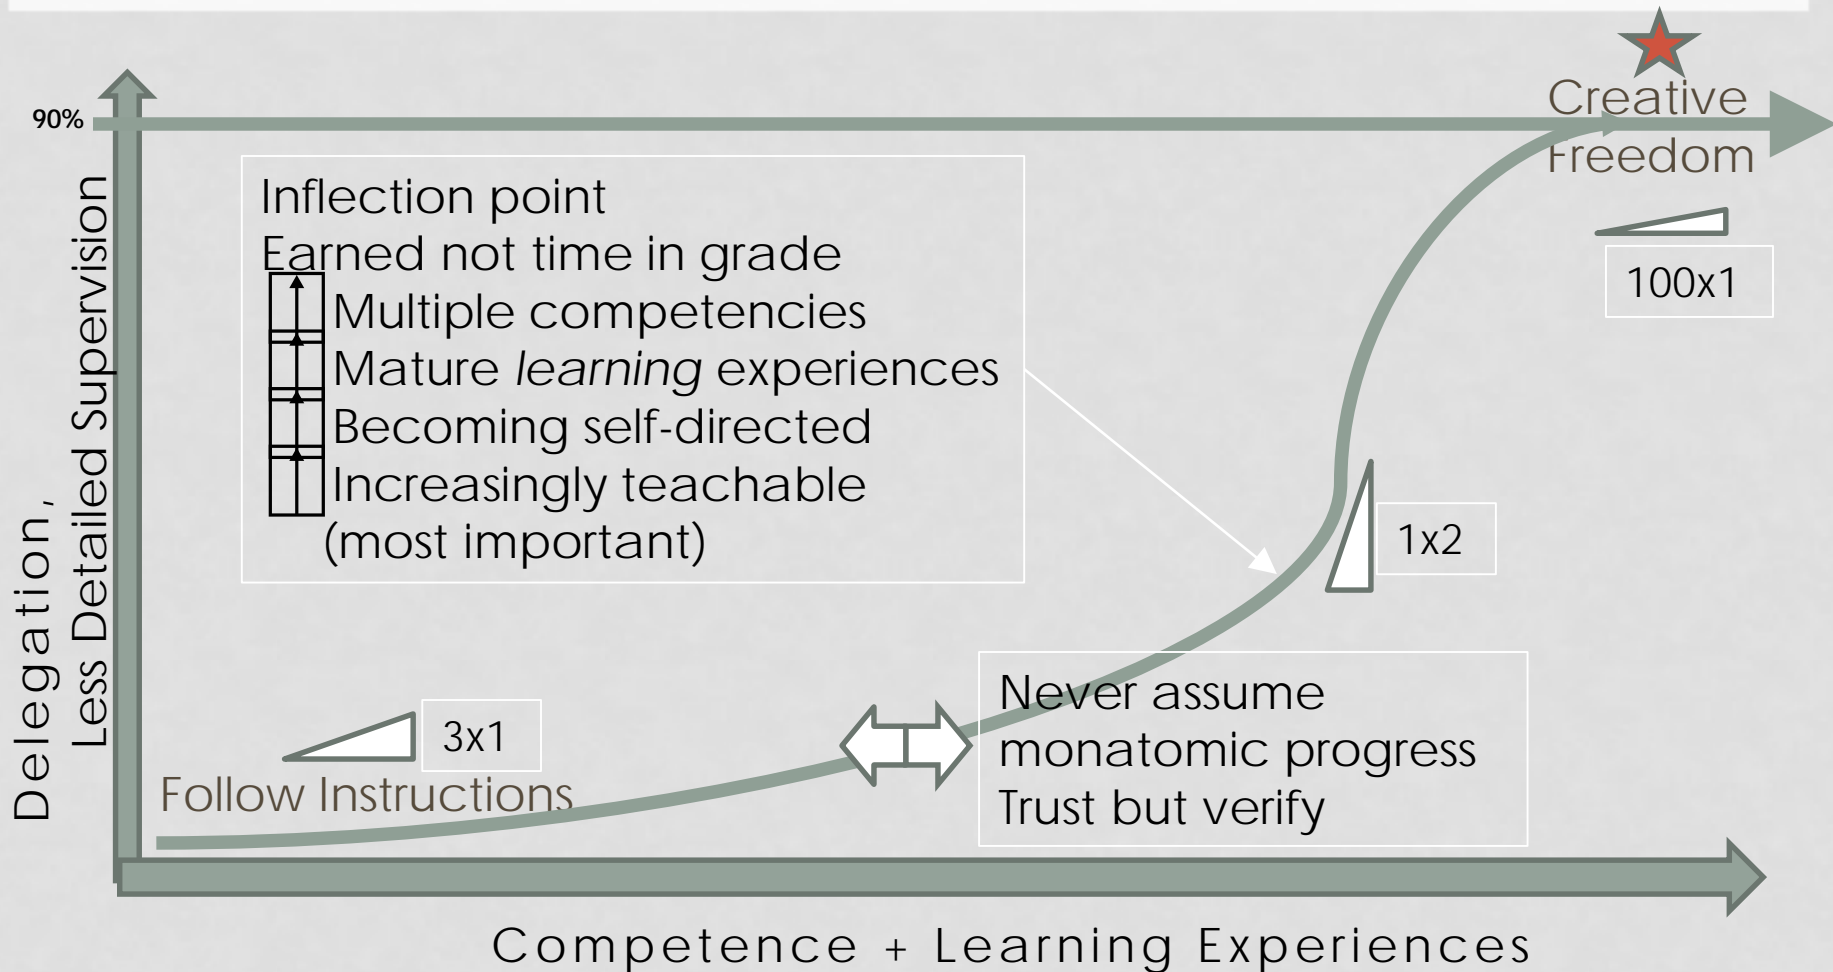 90%
Creative
Freedom
Inflection point
Earned not time in grade
Multiple competencies
Mature learning experiences
Becoming self-directed
Increasingly teachable
(most important)
100x1
1x2
Never assume
monatomic progress
Trust but verify
3x1
Follow Instructions
Delegation,
Less Detailed Supervision
Competence + Learning Experiences